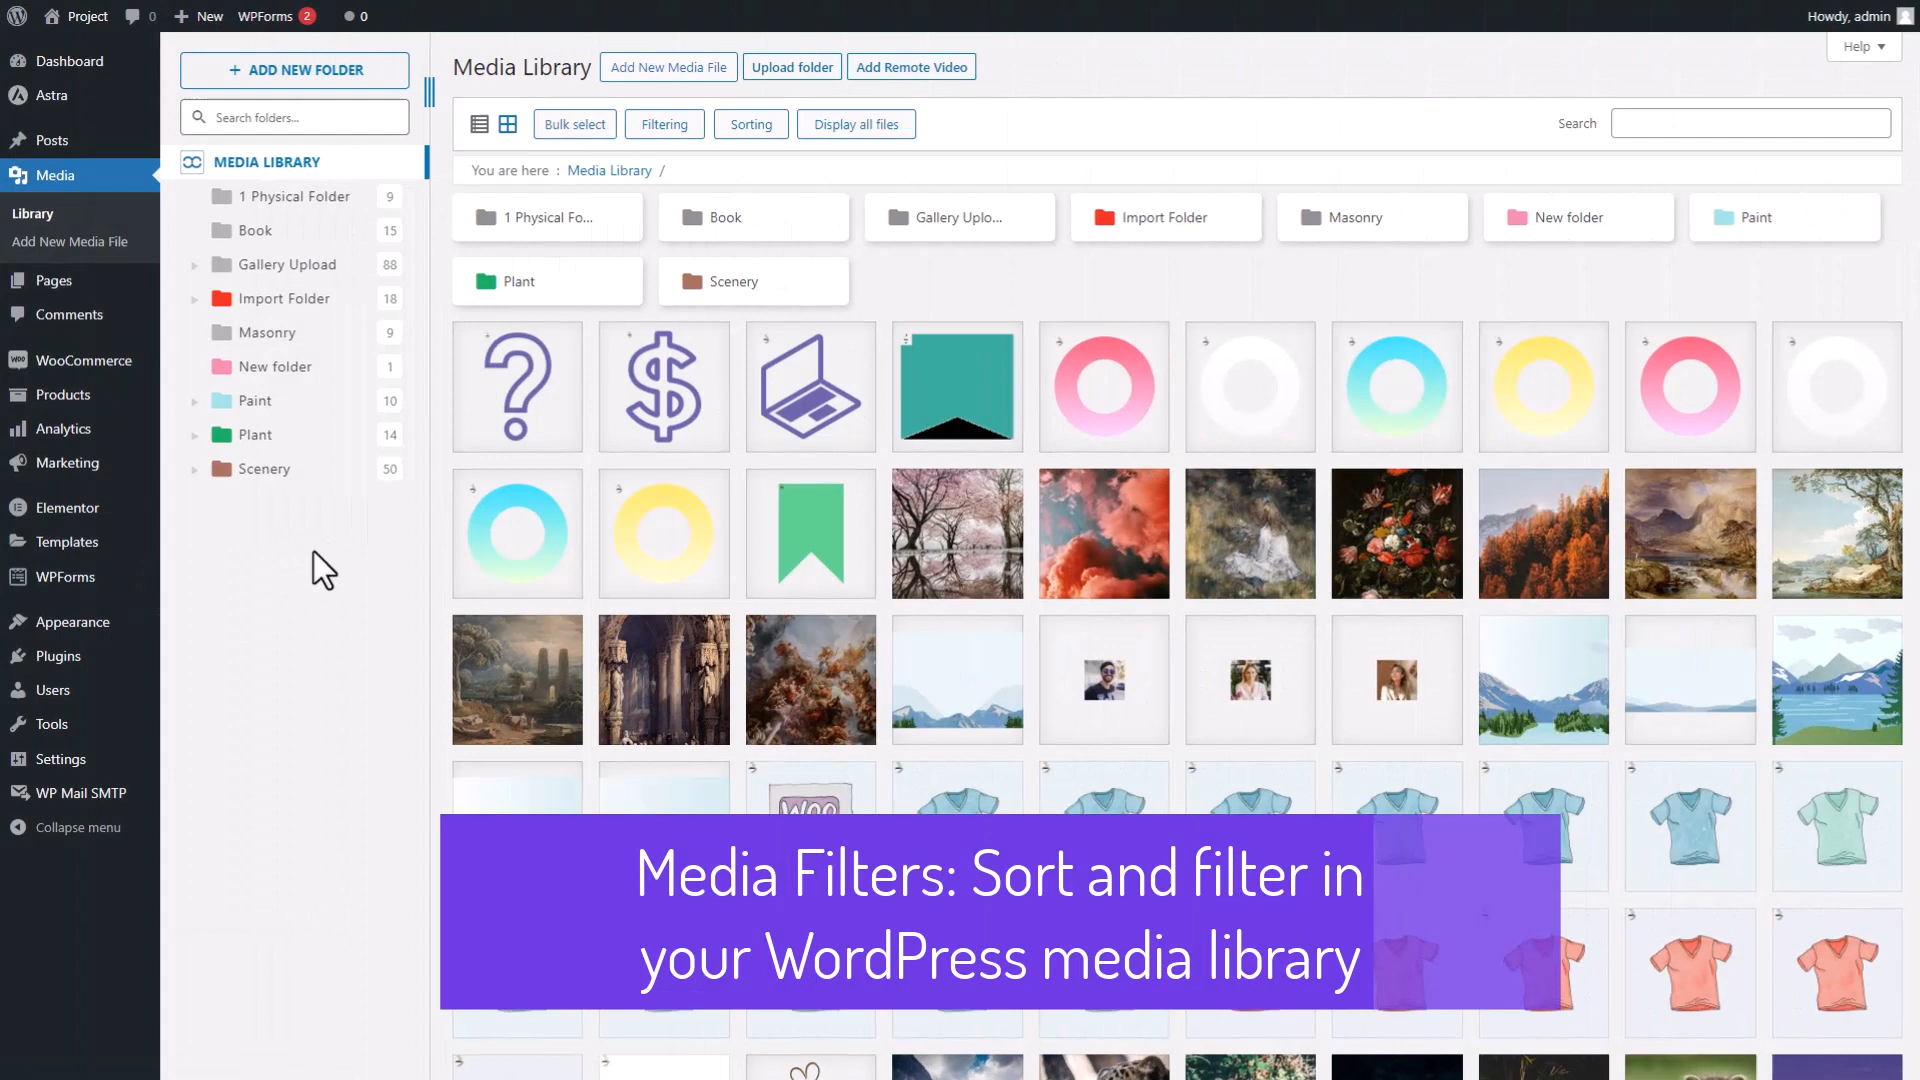 Project
0
New
WPForms
2
0
Howdy, admin
Dashboard
Astra
Posts
Media
Library
Add New Media File
Pages
Comments
WooCommerce
Products
Analytics
Marketing
Elementor
Templates
WPForms
Appearance
Plugins
Users
Tools
Settings
WP Mail SMTP
Collapse menu
+ ADD NEW FOLDER
Search folders...
MEDIA LIBRARY
1 Physical Folder 9
Book 15
Gallery Upload 88
Import Folder 18
Masonry 9
New folder 1
Paint 10
Plant 14
Scenery 50
Help
Media Library
Add New Media File
Upload folder
Add Remote Video
Bulk select
Filtering
Sorting
Display all files
Search
You are here : Media Library /
1 Physical Fo...
Book
Gallery Uplo...
Import Folder
Masonry
New folder
Paint
Plant
Scenery
WOO
Media Filters: Sort and filter in
your WordPress media library